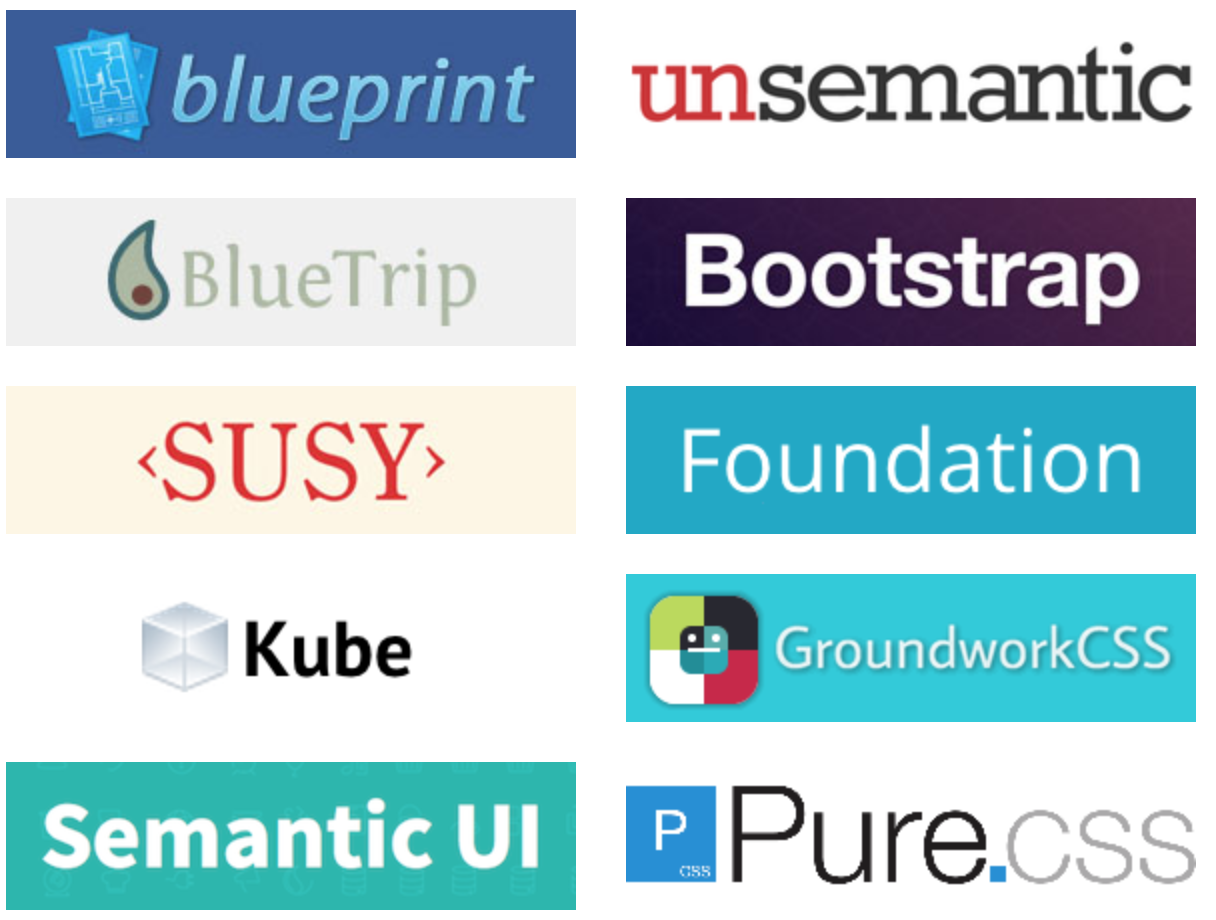 blueprint
unsemantic
BlueTrip
Bootstrap
‹SUSY›
Foundation
Kube
GroundworkCSS
Semantic UI
P
css
Pure.css